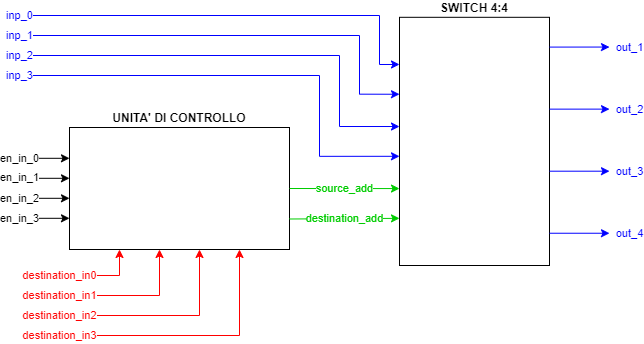 SWITCH 4:4
inp_0
inp_1
inp_2
inp_3
out_1
out_2
out_3
out_4
UNITA' DI CONTROLLO
en_in_0
en_in_1
en_in_2
en_in_3
source_add
destination_add
destination_in0
destination_in1
destination_in2
destination_in3